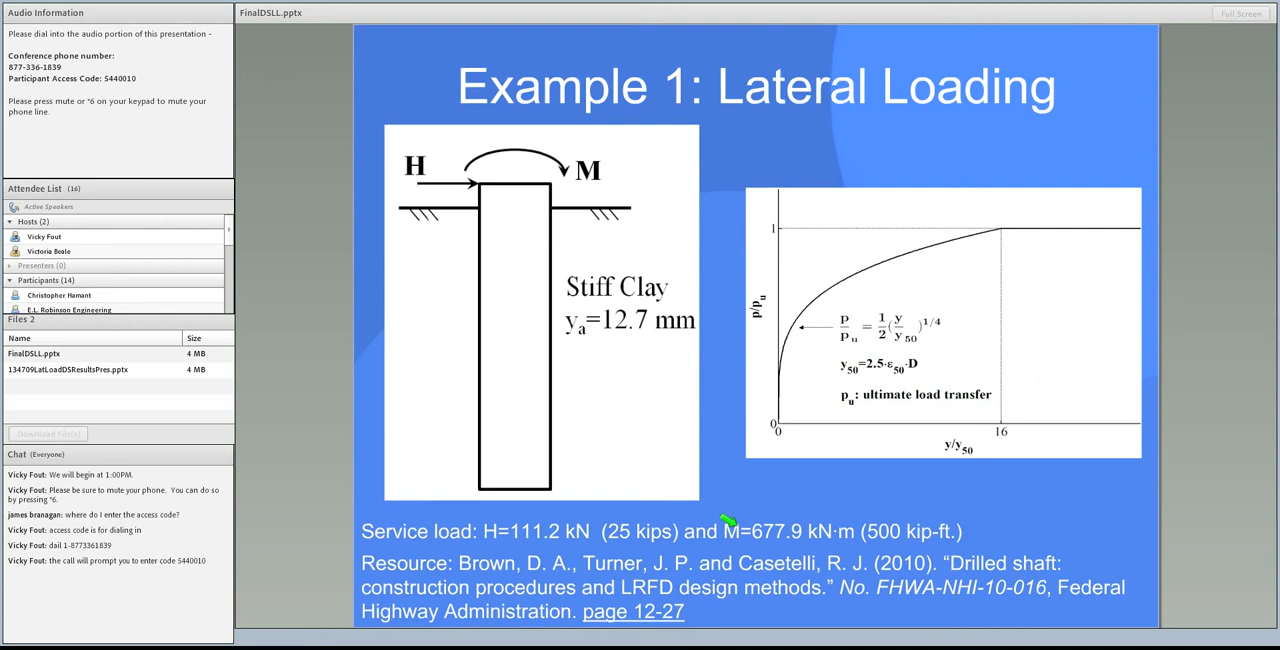 Audio Information
Please dial into the audio portion of this presentation -
Conference phone number:
877-336-1839
Participant Access Code: 5440010
Please press mute or *6 on your keypad to mute your
phone line.
Attendee List (16)
Active Speakers
Hosts (2)
Vicky Fout
Victoria Beale
Presenters (0)
Participants (14)
Christopher Hamant
E.L. Robinson Engineering
Files 2
Name Size
FinalDSLL.pptx 4 MB
134709LatLoadDSResultsPres.pptx 4 MB
Download File(s)
Chat (Everyone)
Vicky Fout: We will begin at 1:00PM.
Vicky Fout: Please be sure to mute your phone. You can do so
by pressing *6.
james branagan: where do I enter the access code?
Vicky Fout: access code is for dialing in
Vicky Fout: dail 1-8773361839
Vicky Fout: the call will prompt you to enter code 5440010
FinalDSLL.pptx
Full Screen
Example 1: Lateral Loading
H
M
Stiff Clay
yₐ=12.7 mm
1
p/pᵤ
p/pᵤ = 1/2(y/y₅₀)^1/4
y₅₀=2.5·ε₅₀·D
pᵤ: ultimate load transfer
0
0
16
y/y₅₀
Service load: H=111.2 kN (25 kips) and M=677.9 kN·m (500 kip-ft.)
Resource: Brown, D. A., Turner, J. P. and Casetelli, R. J. (2010). “Drilled shaft:
construction procedures and LRFD design methods.” No. FHWA-NHI-10-016, Federal
Highway Administration. page 12-27